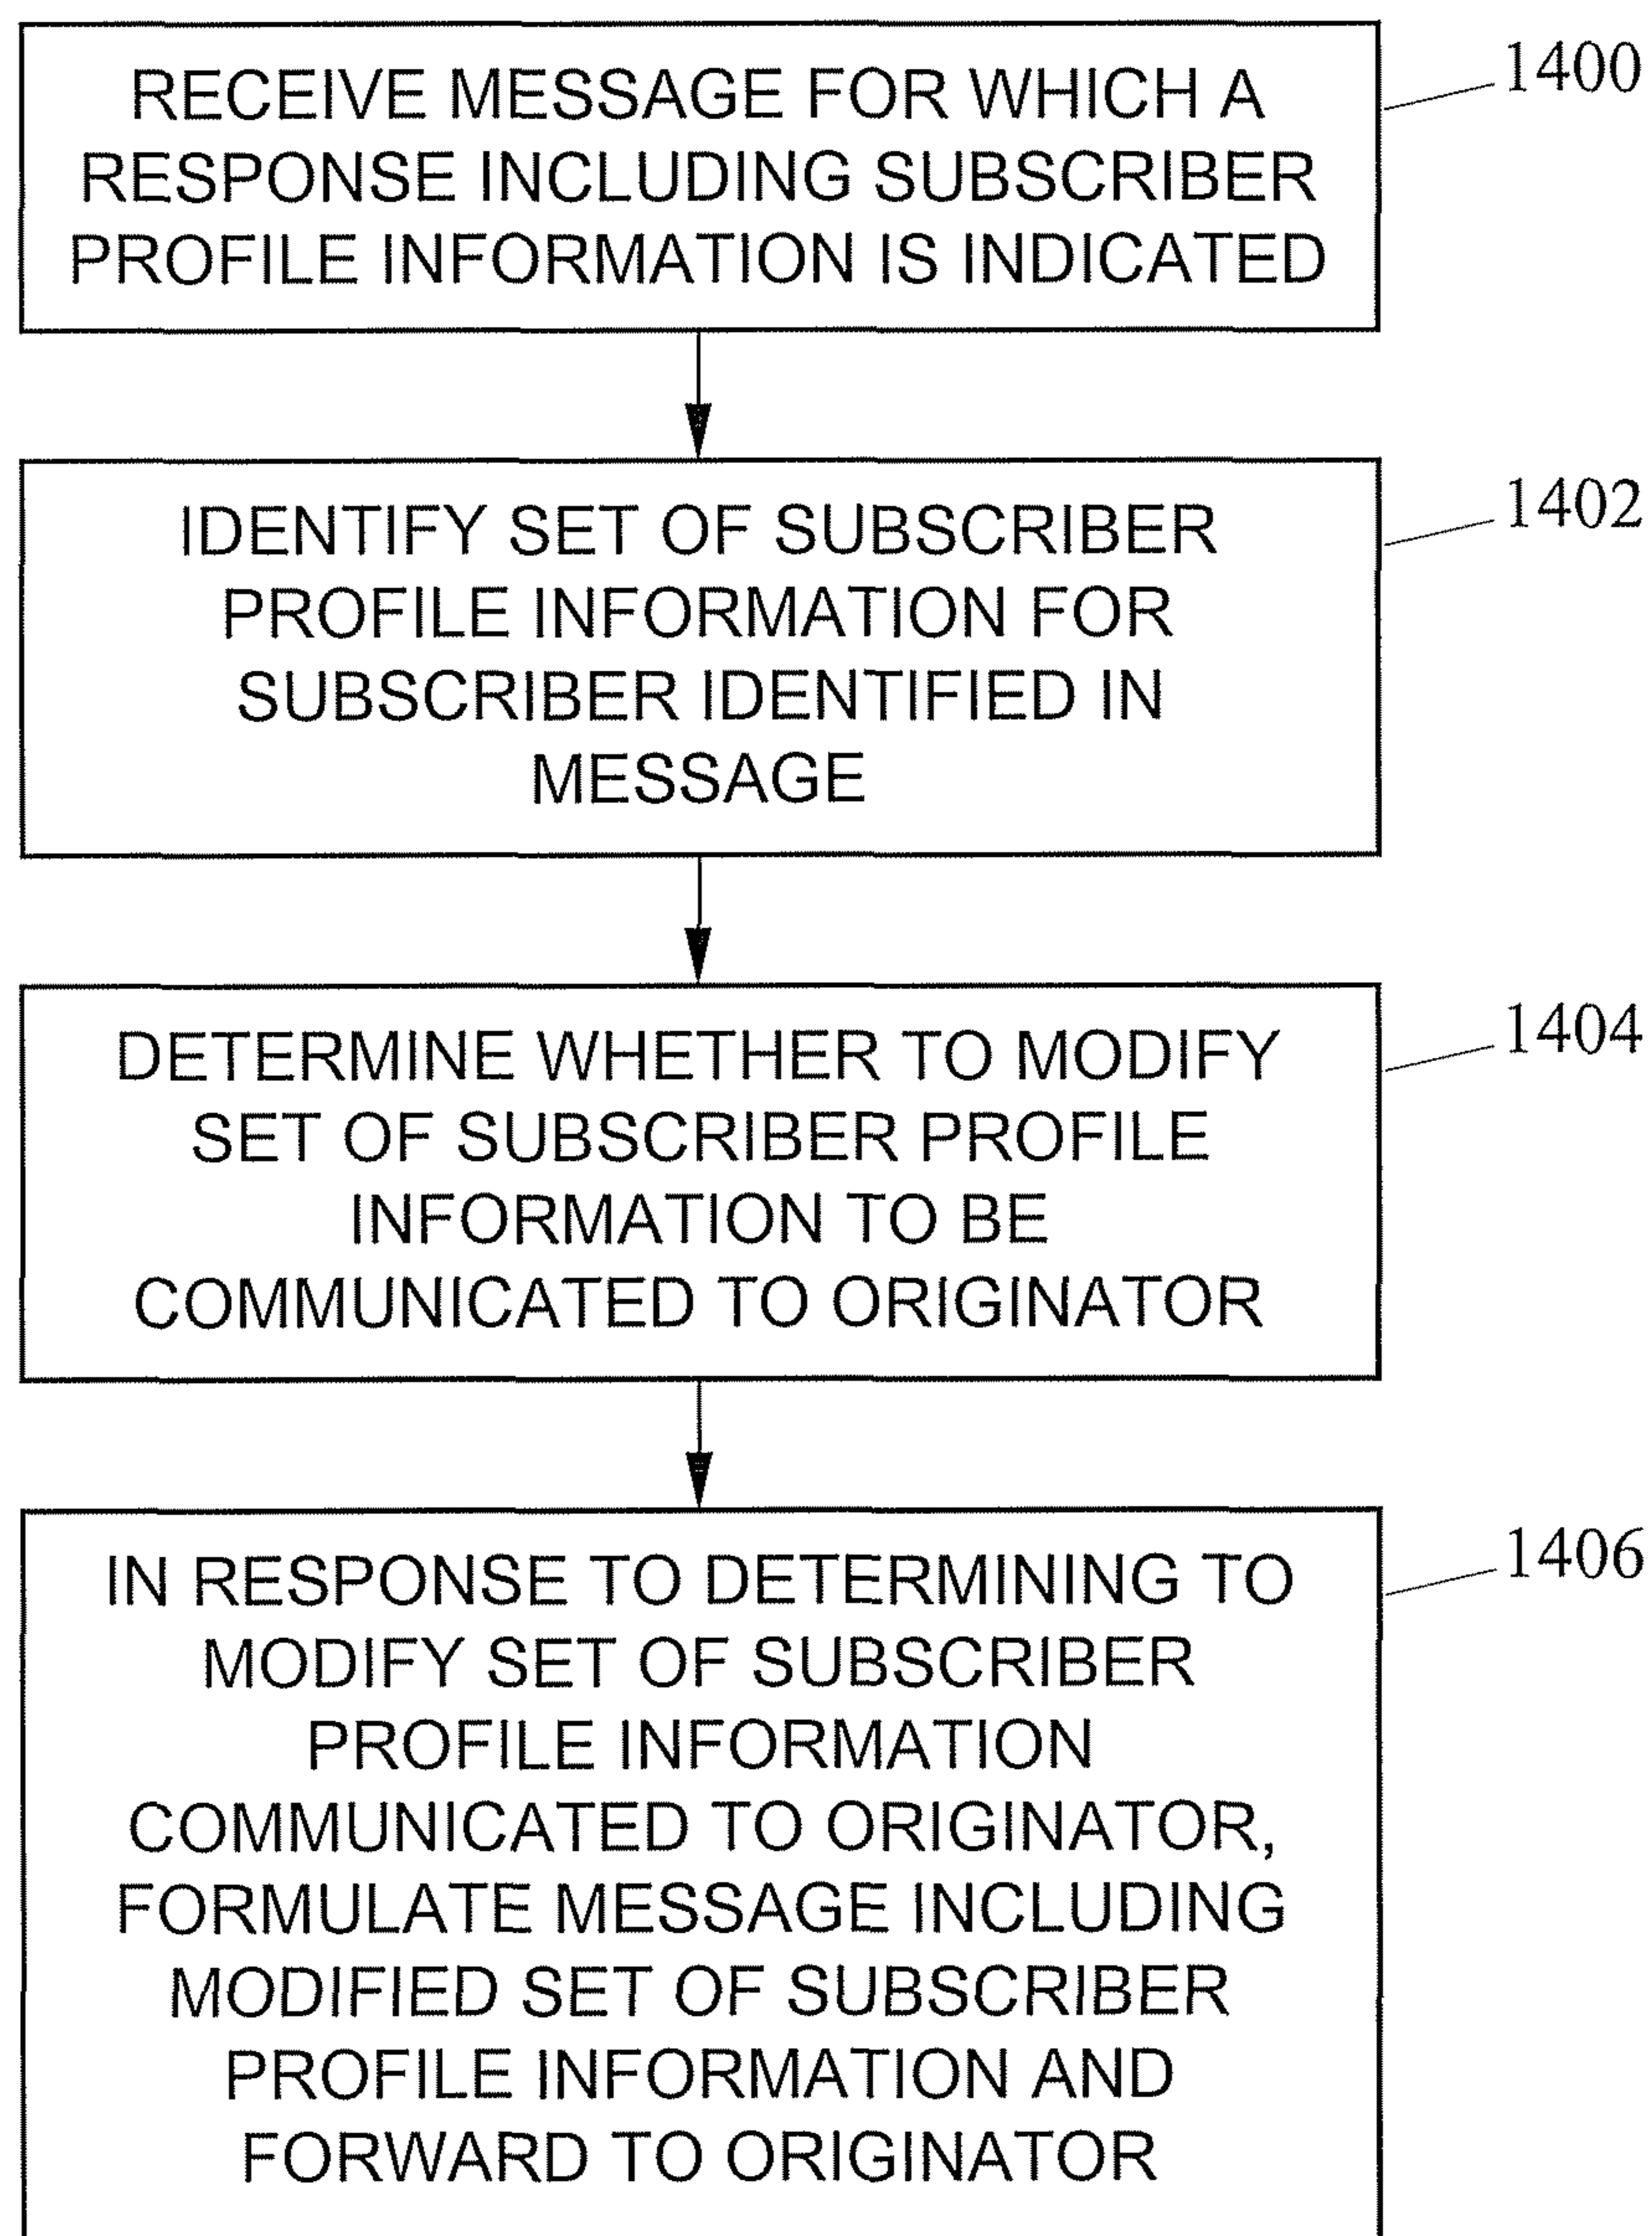 RECEIVE MESSAGE FOR WHICH A
RESPONSE INCLUDING SUBSCRIBER
PROFILE INFORMATION IS INDICATED
1400
IDENTIFY SET OF SUBSCRIBER
PROFILE INFORMATION FOR
SUBSCRIBER IDENTIFIED IN
MESSAGE
1402
DETERMINE WHETHER TO MODIFY
SET OF SUBSCRIBER PROFILE
INFORMATION TO BE
COMMUNICATED TO ORIGINATOR
1404
IN RESPONSE TO DETERMINING TO
MODIFY SET OF SUBSCRIBER
PROFILE INFORMATION
COMMUNICATED TO ORIGINATOR,
FORMULATE MESSAGE INCLUDING
MODIFIED SET OF SUBSCRIBER
PROFILE INFORMATION AND
FORWARD TO ORIGINATOR
1406